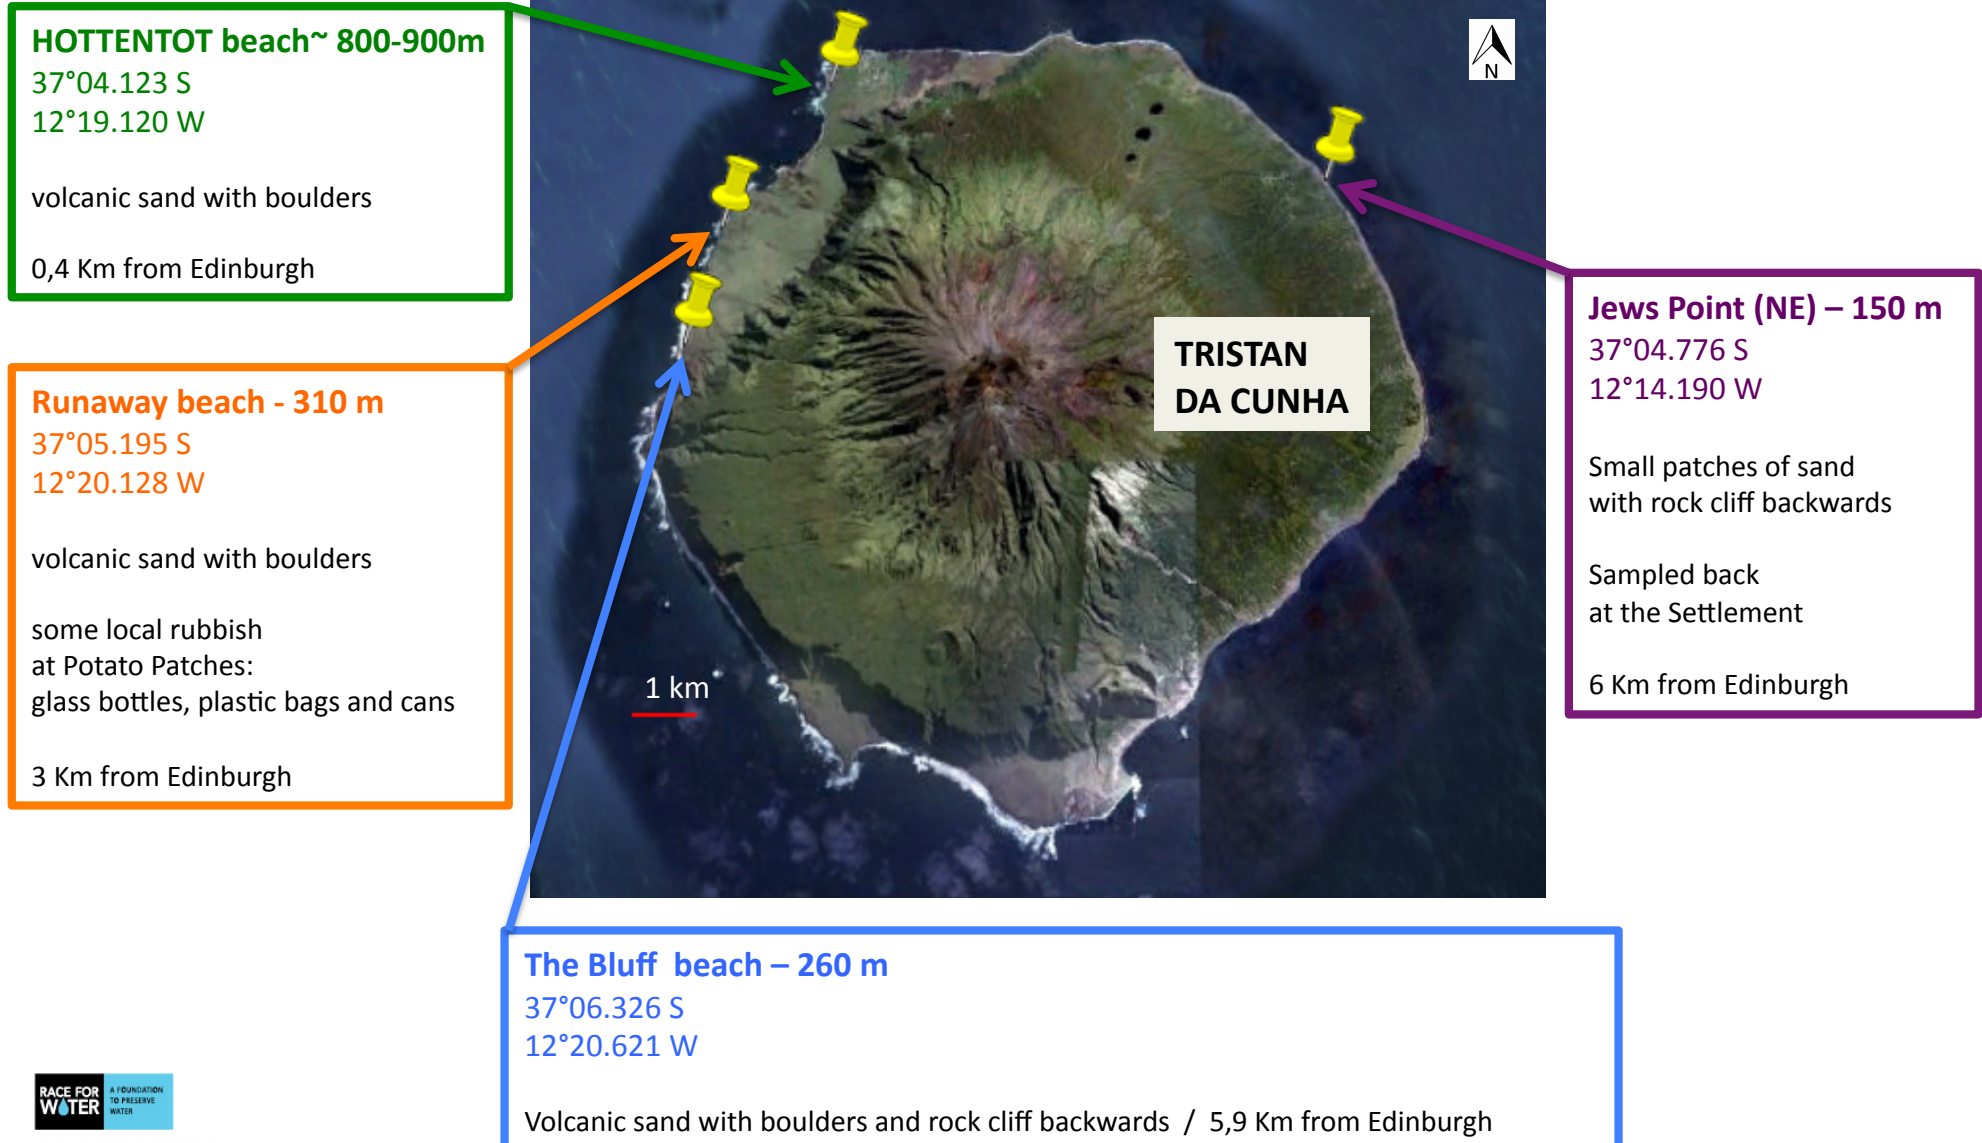 HOTTENTOT beach~ 800-900m
37°04.123 S
12°19.120 W
volcanic sand with boulders
0,4 Km from Edinburgh
N
Runaway beach - 310 m
37°05.195 S
12°20.128 W
volcanic sand with boulders
some local rubbish
at Potato Patches:
glass bottles, plastic bags and cans
3 Km from Edinburgh
TRISTAN
DA CUNHA
1 km
Jews Point (NE) – 150 m
37°04.776 S
12°14.190 W
Small patches of sand
with rock cliff backwards
Sampled back
at the Settlement
6 Km from Edinburgh
The Bluff  beach – 260 m
37°06.326 S
12°20.621 W
Volcanic sand with boulders and rock cliff backwards  /  5,9 Km from Edinburgh
RACE FOR
WATER
A FOUNDATION
TO PRESERVE
WATER